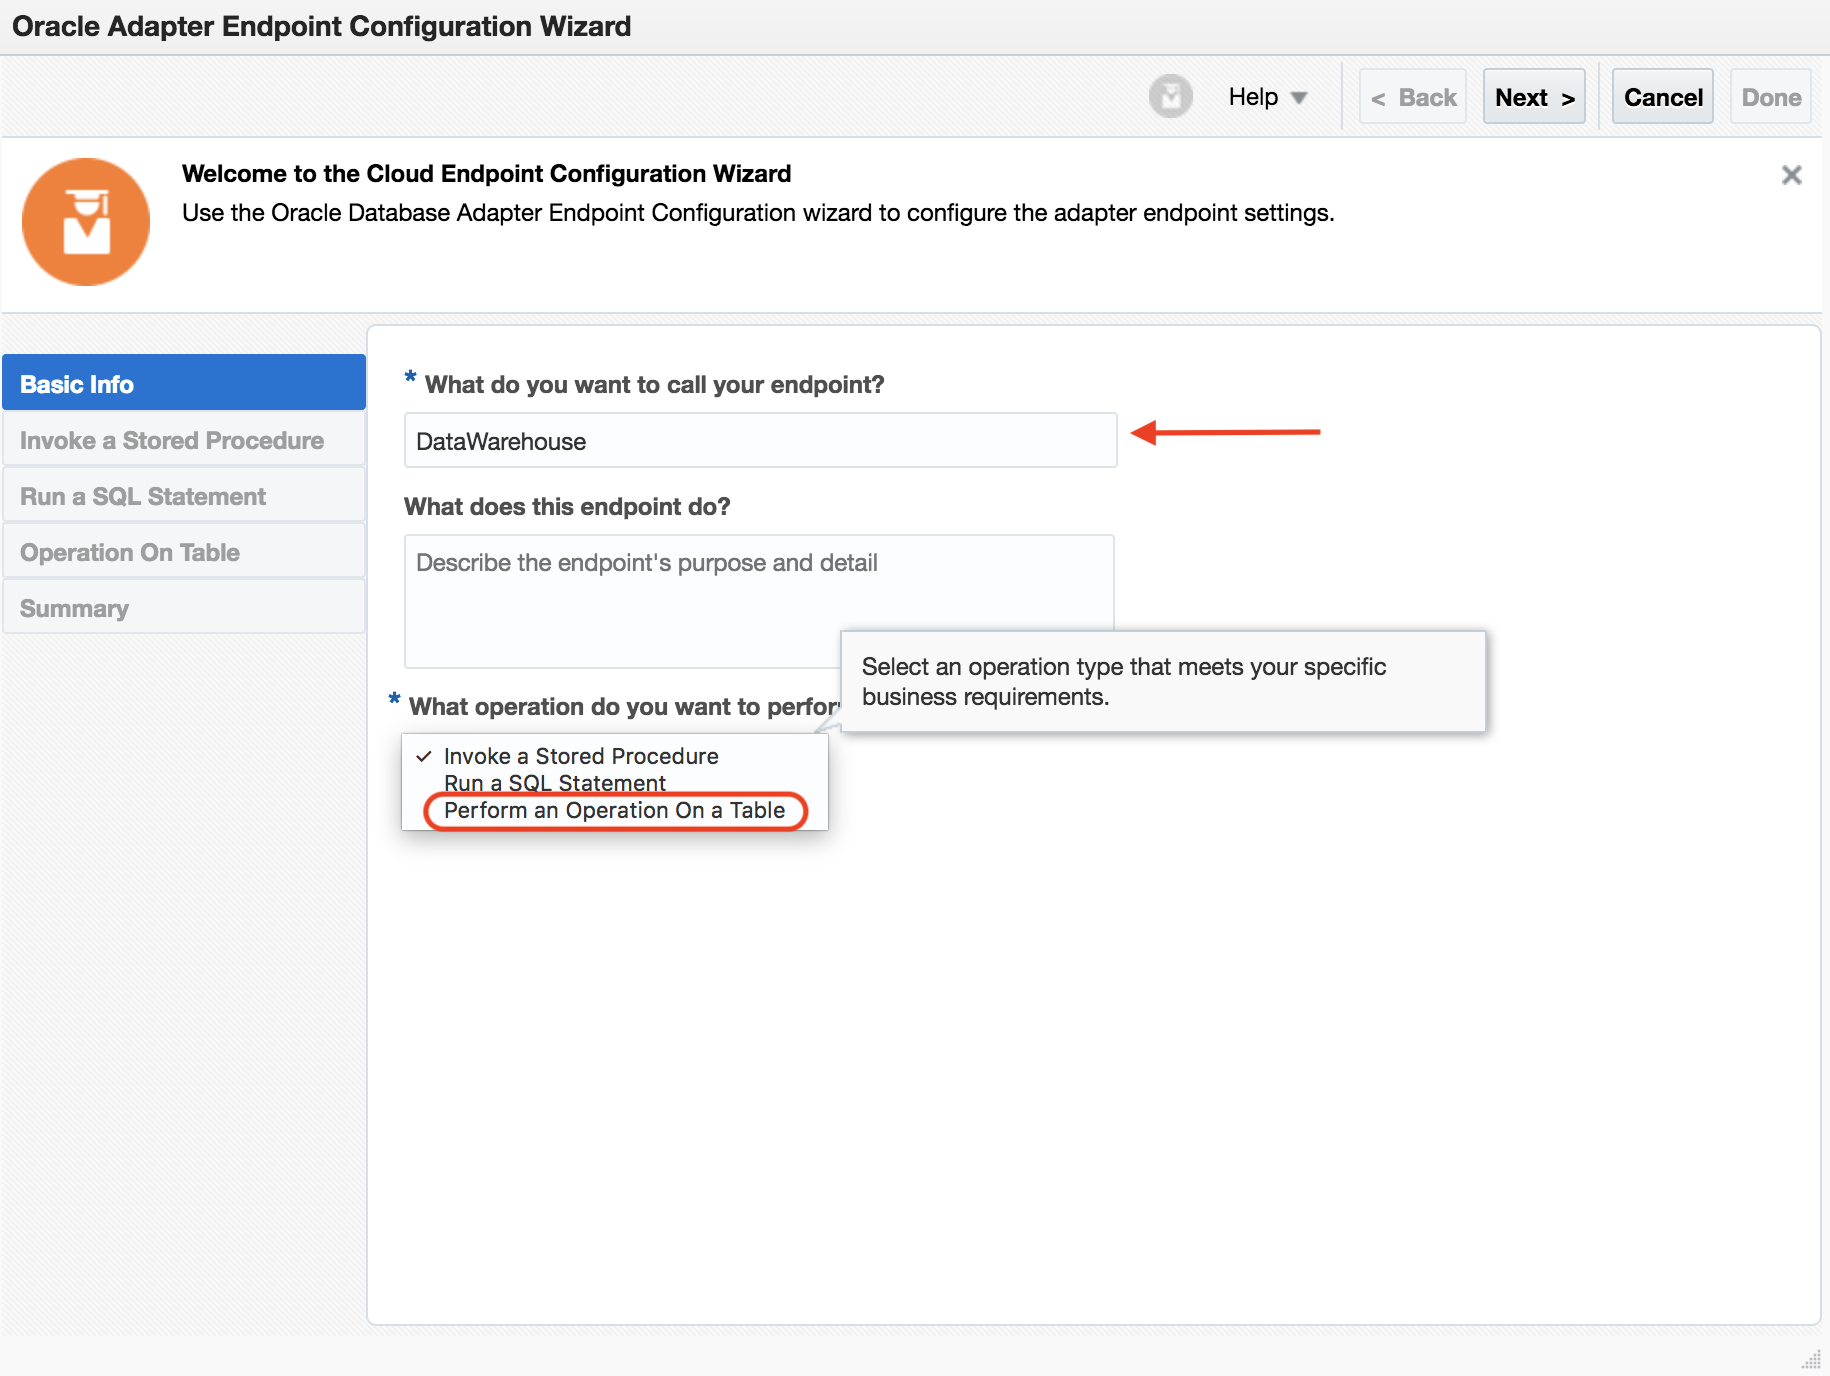 Oracle Adapter Endpoint Configuration Wizard
Help
< Back
Next >
Cancel
Done
Welcome to the Cloud Endpoint Configuration Wizard
Use the Oracle Database Adapter Endpoint Configuration wizard to configure the adapter endpoint settings.
Basic Info
Invoke a Stored Procedure
Run a SQL Statement
Operation On Table
Summary
* What do you want to call your endpoint?
DataWarehouse
What does this endpoint do?
Describe the endpoint's purpose and detail
Select an operation type that meets your specific
business requirements.
* What operation do you want to perfor
✓ Invoke a Stored Procedure
Run a SQL Statement
Perform an Operation On a Table